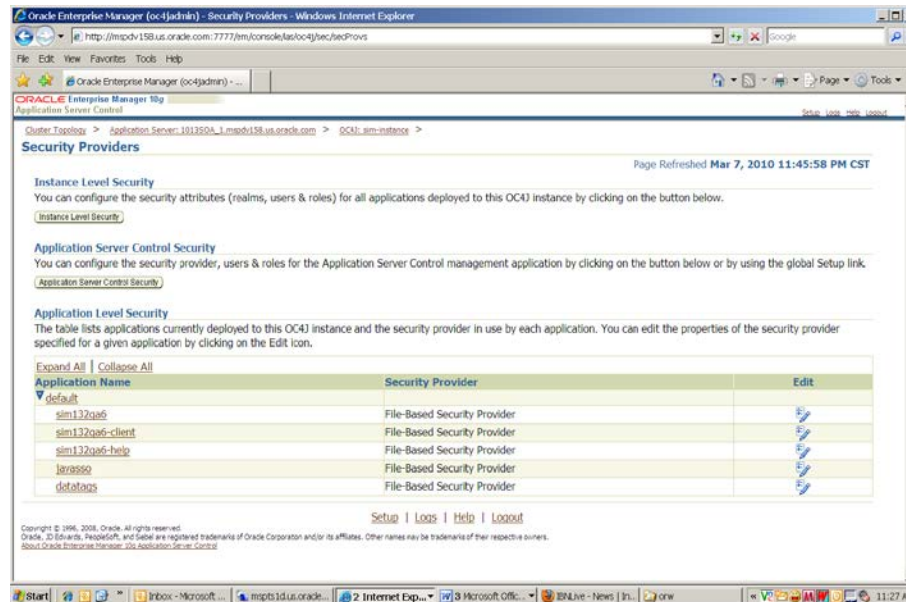 Oracle Enterprise Manager (oc4jadmin) - Security Providers - Windows Internet Explorer
http://mspdv158.us.oracle.com:7777/em/console/ias/oc4j/sec/secProvs
Google
File Edit View Favorites Tools Help
Oracle Enterprise Manager (oc4jadmin) - ...
Page Tools
ORACLE Enterprise Manager 10g
Application Server Control
Setup Logs Help Logout
Cluster Topology > Application Server: 1013SOA_1.mspdv158.us.oracle.com > OC4J: sim-instance >
Security Providers
Page Refreshed Mar 7, 2010 11:45:58 PM CST
Instance Level Security
You can configure the security attributes (realms, users & roles) for all applications deployed to this OC4J instance by clicking on the button below.
Instance Level Security
Application Server Control Security
You can configure the security provider, users & roles for the Application Server Control management application by clicking on the button below or by using the global Setup link.
Application Server Control Security
Application Level Security
The table lists applications currently deployed to this OC4J instance and the security provider in use by each application. You can edit the properties of the security provider
specified for a given application by clicking on the Edit icon.
Expand All | Collapse All
Application Name Security Provider Edit
default
sim132qa6 File-Based Security Provider
sim132qa6-client File-Based Security Provider
sim132qa6-help File-Based Security Provider
javasso File-Based Security Provider
datatags File-Based Security Provider
Setup | Logs | Help | Logout
Copyright © 1996, 2008, Oracle. All rights reserved.
Oracle, JD Edwards, PeopleSoft, and Siebel are registered trademarks of Oracle Corporation and/or its affiliates. Other names may be trademarks of their respective owners.
About Oracle Enterprise Manager 10g Application Server Control
Start Inbox - Microsoft ... mspts1d.us.oracle... 2 Internet Exp... 3 Microsoft Offic... IBNLive - News | In... orw 11:27